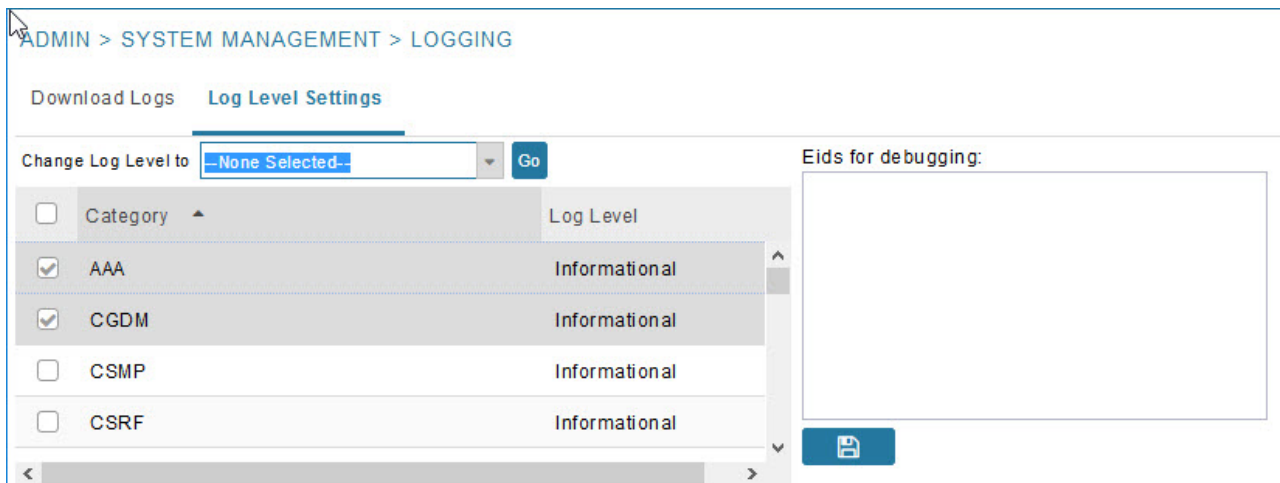 ADMIN > SYSTEM MANAGEMENT > LOGGING
Download Logs Log Level Settings
Change Log Level to --None Selected-- Go
Category Log Level
AAA Informational
CGDM Informational
CSMP Informational
CSRF Informational
Eids for debugging: